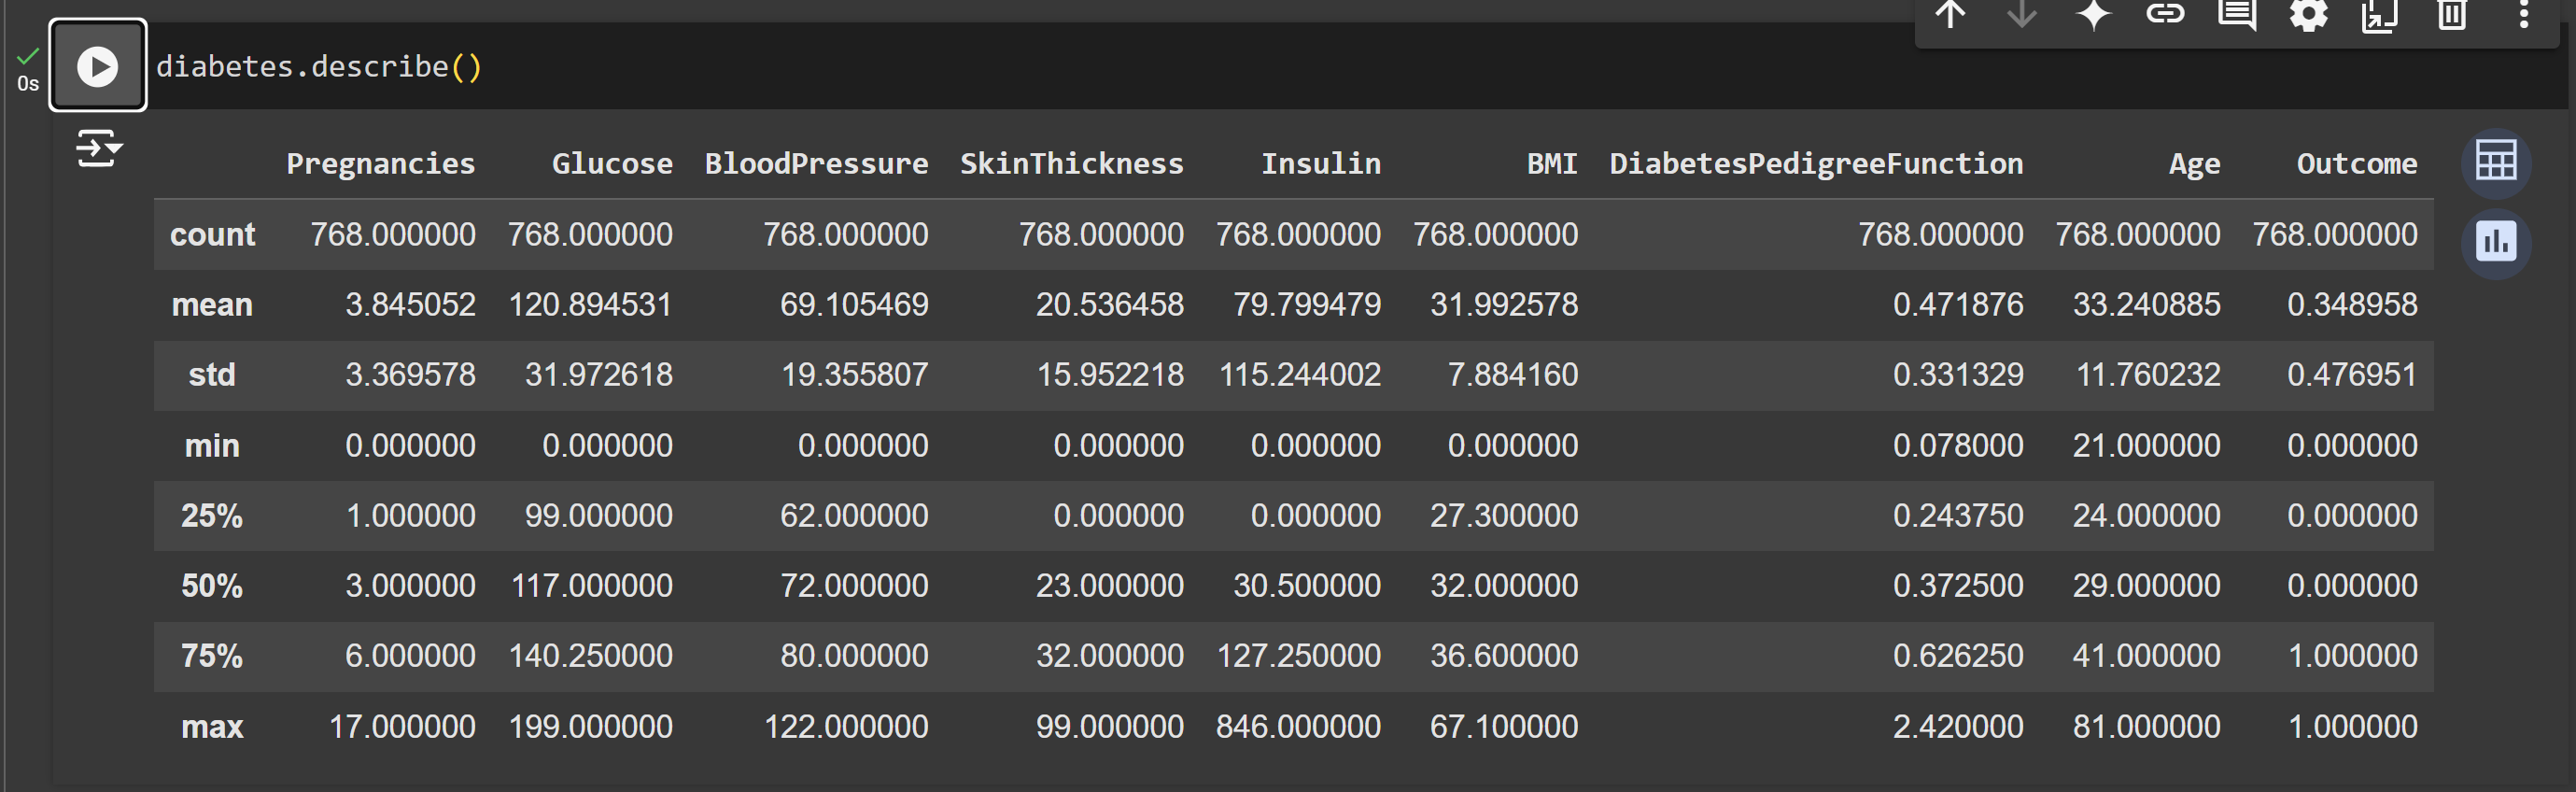 diabetes.describe()
0s
Pregnancies Glucose BloodPressure SkinThickness Insulin BMI DiabetesPedigreeFunction Age Outcome
count 768.000000 768.000000 768.000000 768.000000 768.000000 768.000000 768.000000 768.000000 768.000000
mean 3.845052 120.894531 69.105469 20.536458 79.799479 31.992578 0.471876 33.240885 0.348958
std 3.369578 31.972618 19.355807 15.952218 115.244002 7.884160 0.331329 11.760232 0.476951
min 0.000000 0.000000 0.000000 0.000000 0.000000 0.000000 0.078000 21.000000 0.000000
25% 1.000000 99.000000 62.000000 0.000000 0.000000 27.300000 0.243750 24.000000 0.000000
50% 3.000000 117.000000 72.000000 23.000000 30.500000 32.000000 0.372500 29.000000 0.000000
75% 6.000000 140.250000 80.000000 32.000000 127.250000 36.600000 0.626250 41.000000 1.000000
max 17.000000 199.000000 122.000000 99.000000 846.000000 67.100000 2.420000 81.000000 1.000000